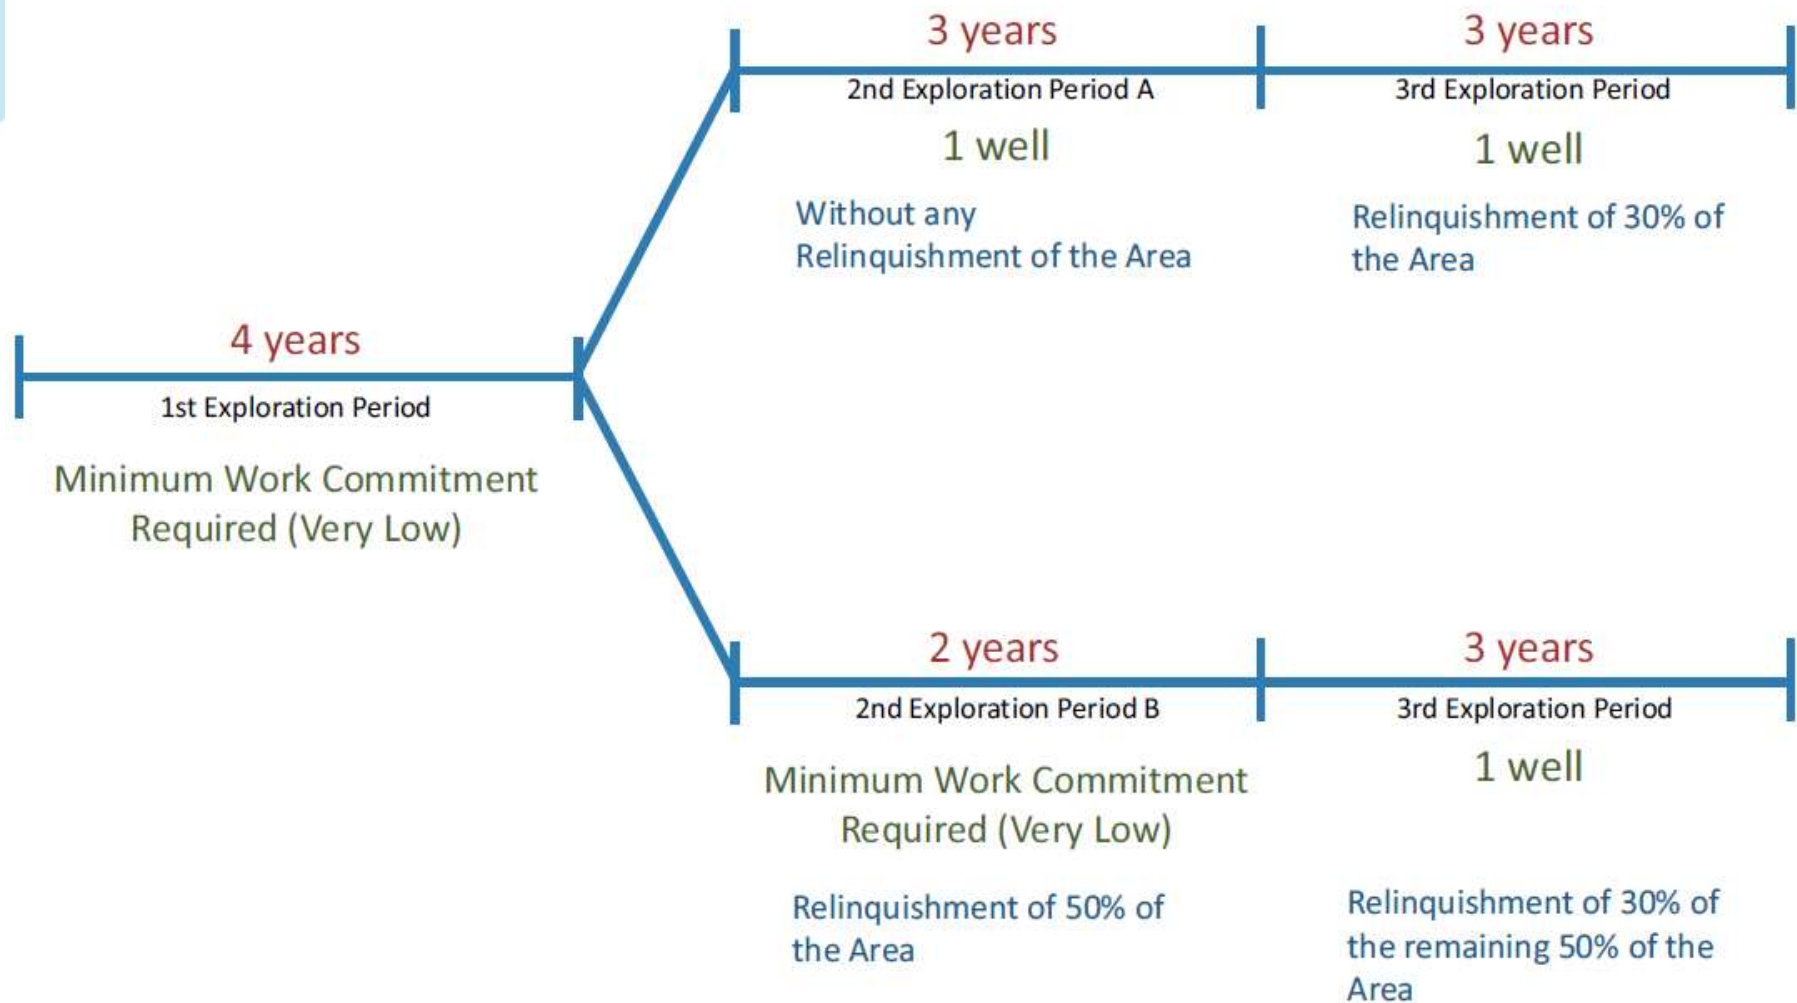 3 years
2nd Exploration Period A
1 well
Without any
Relinquishment of the Area
3 years
3rd Exploration Period
1 well
Relinquishment of 30% of
the Area
4 years
1st Exploration Period
Minimum Work Commitment
Required (Very Low)
2 years
2nd Exploration Period B
Minimum Work Commitment
Required (Very Low)
Relinquishment of 50% of
the Area
3 years
3rd Exploration Period
1 well
Relinquishment of 30% of
the remaining 50% of the
Area